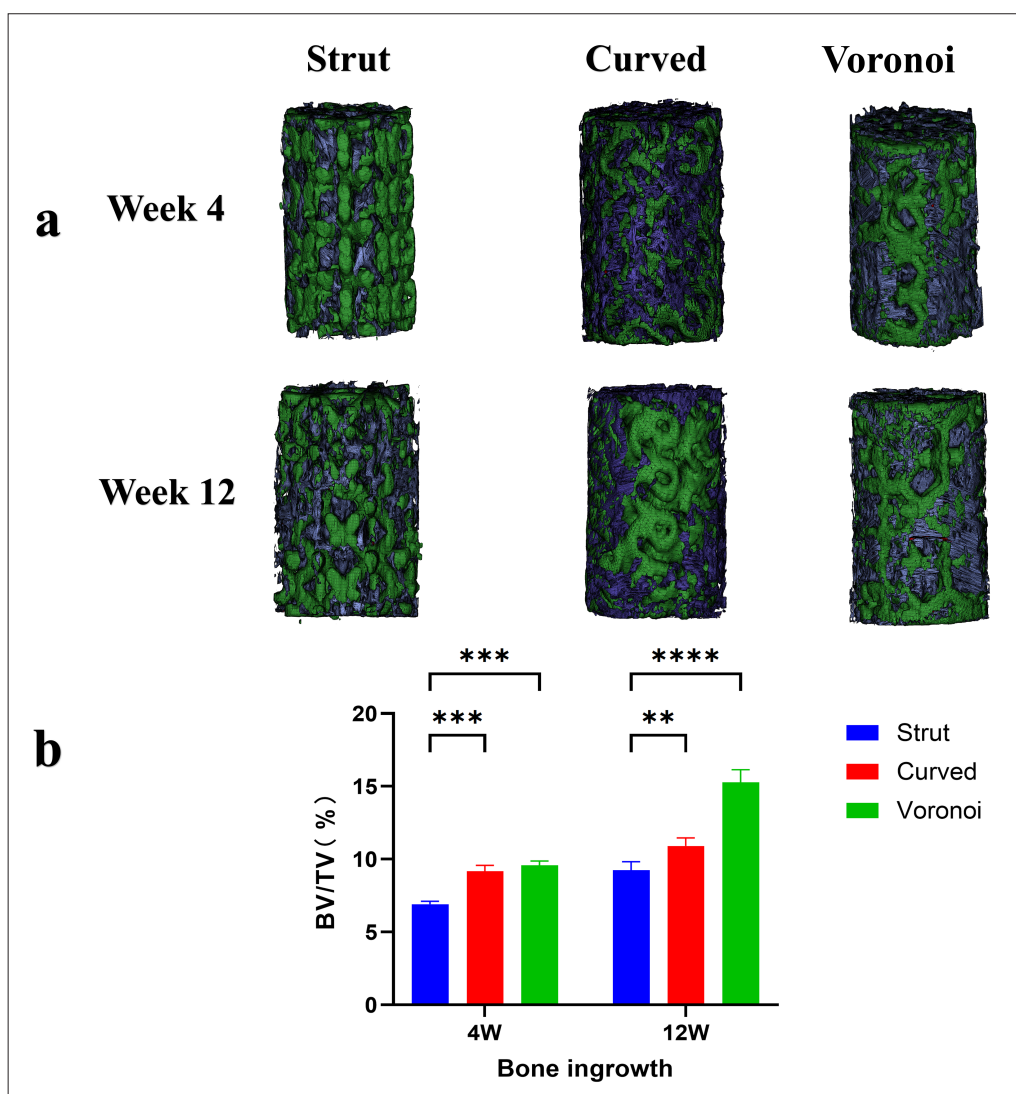 Strut Curved Voronoi
a
Week 4
Week 12
b
*** ****
*** **
20
15
10
5
0
BV/TV( %)
4W 12W
Bone ingrowth
Strut
Curved
Voronoi